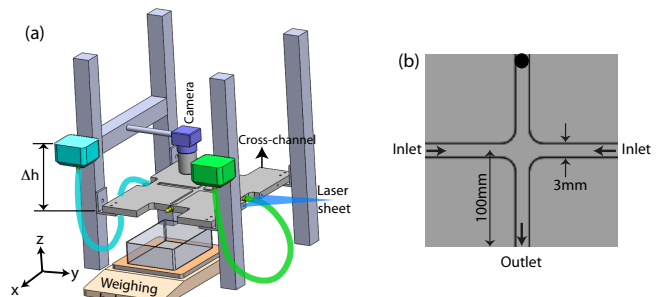 (a)
Camera
Cross-channel
Δh
Laser
sheet
z
y
x
Weighing
(b)
Inlet
Inlet
3mm
100mm
Outlet